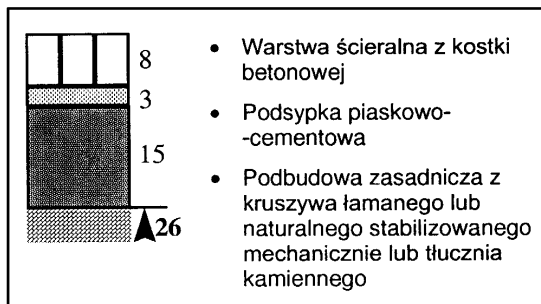 8
3
15
26
• Warstwa ścieralna z kostki
betonowej
• Podsypka piaskowo-
-cementowa
• Podbudowa zasadnicza z
kruszywa łamanego lub
naturalnego stabilizowanego
mechanicznie lub tłucznia
kamiennego